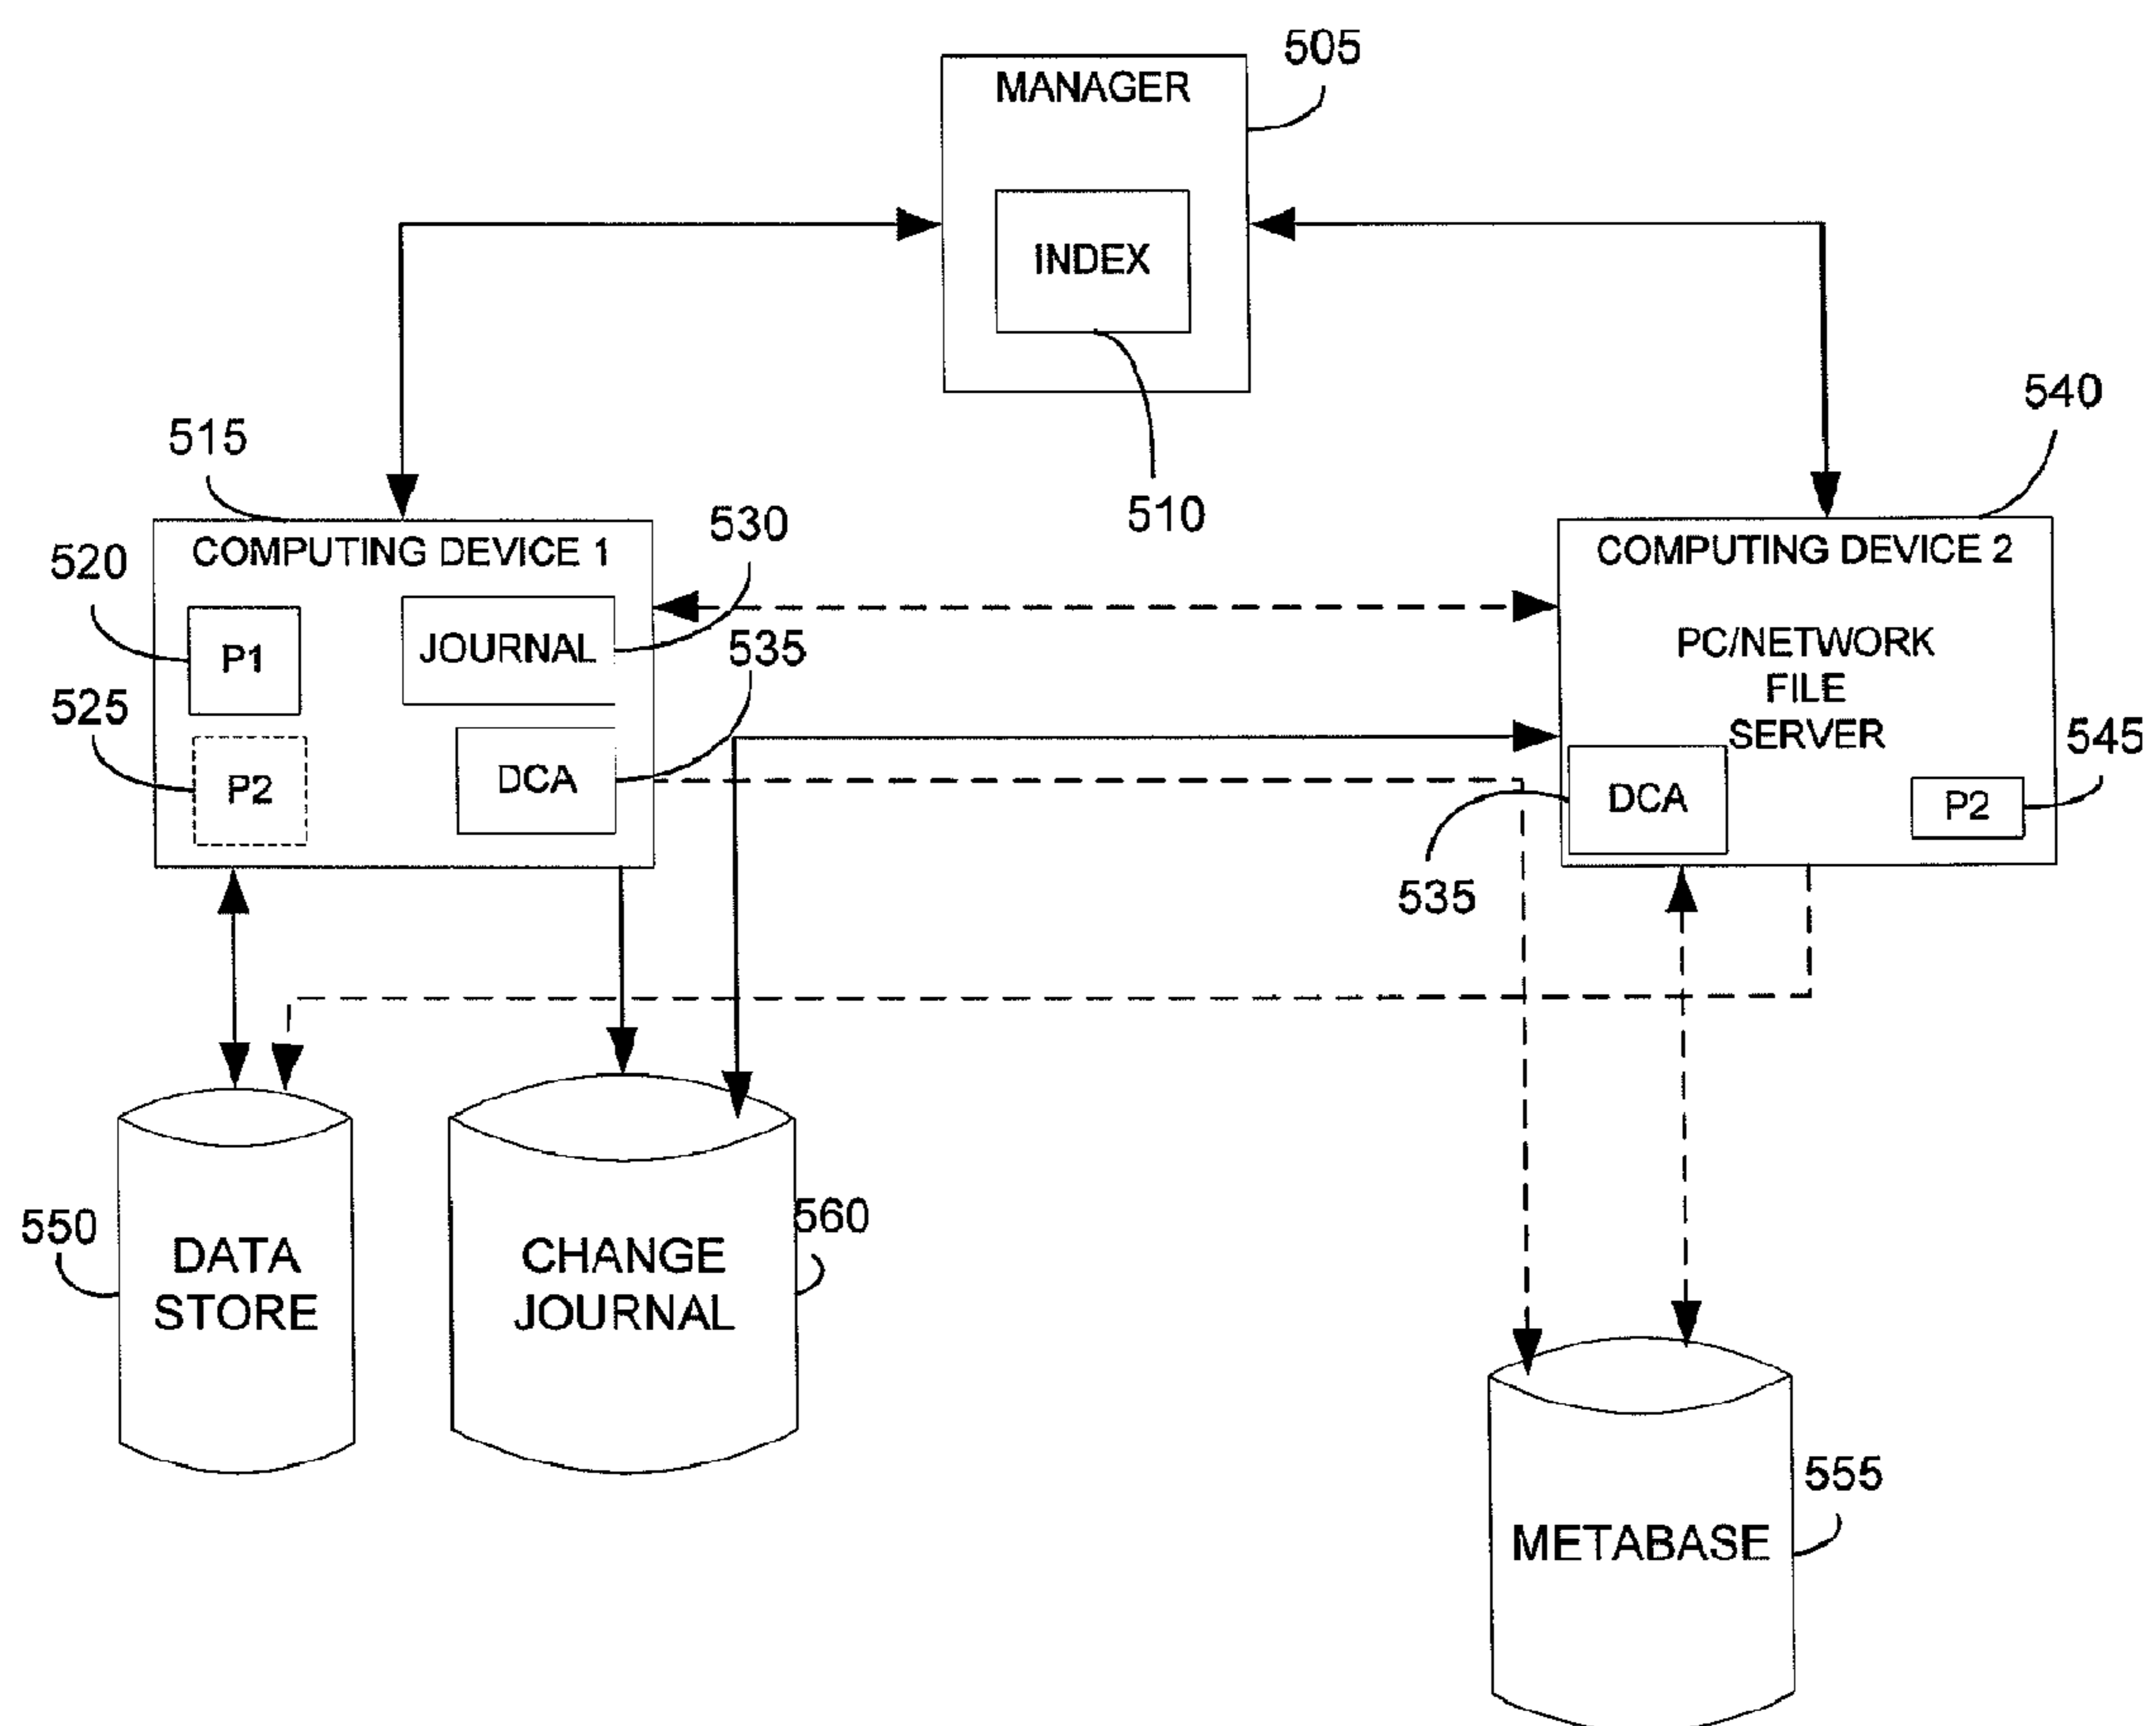 505
MANAGER
INDEX
510
515
540
COMPUTING DEVICE 1
520
P1
525
P2
530
JOURNAL
535
DCA
COMPUTING DEVICE 2
PC/NETWORK
FILE
SERVER
DCA
535
P2
545
550
DATA
STORE
560
CHANGE
JOURNAL
555
METABASE